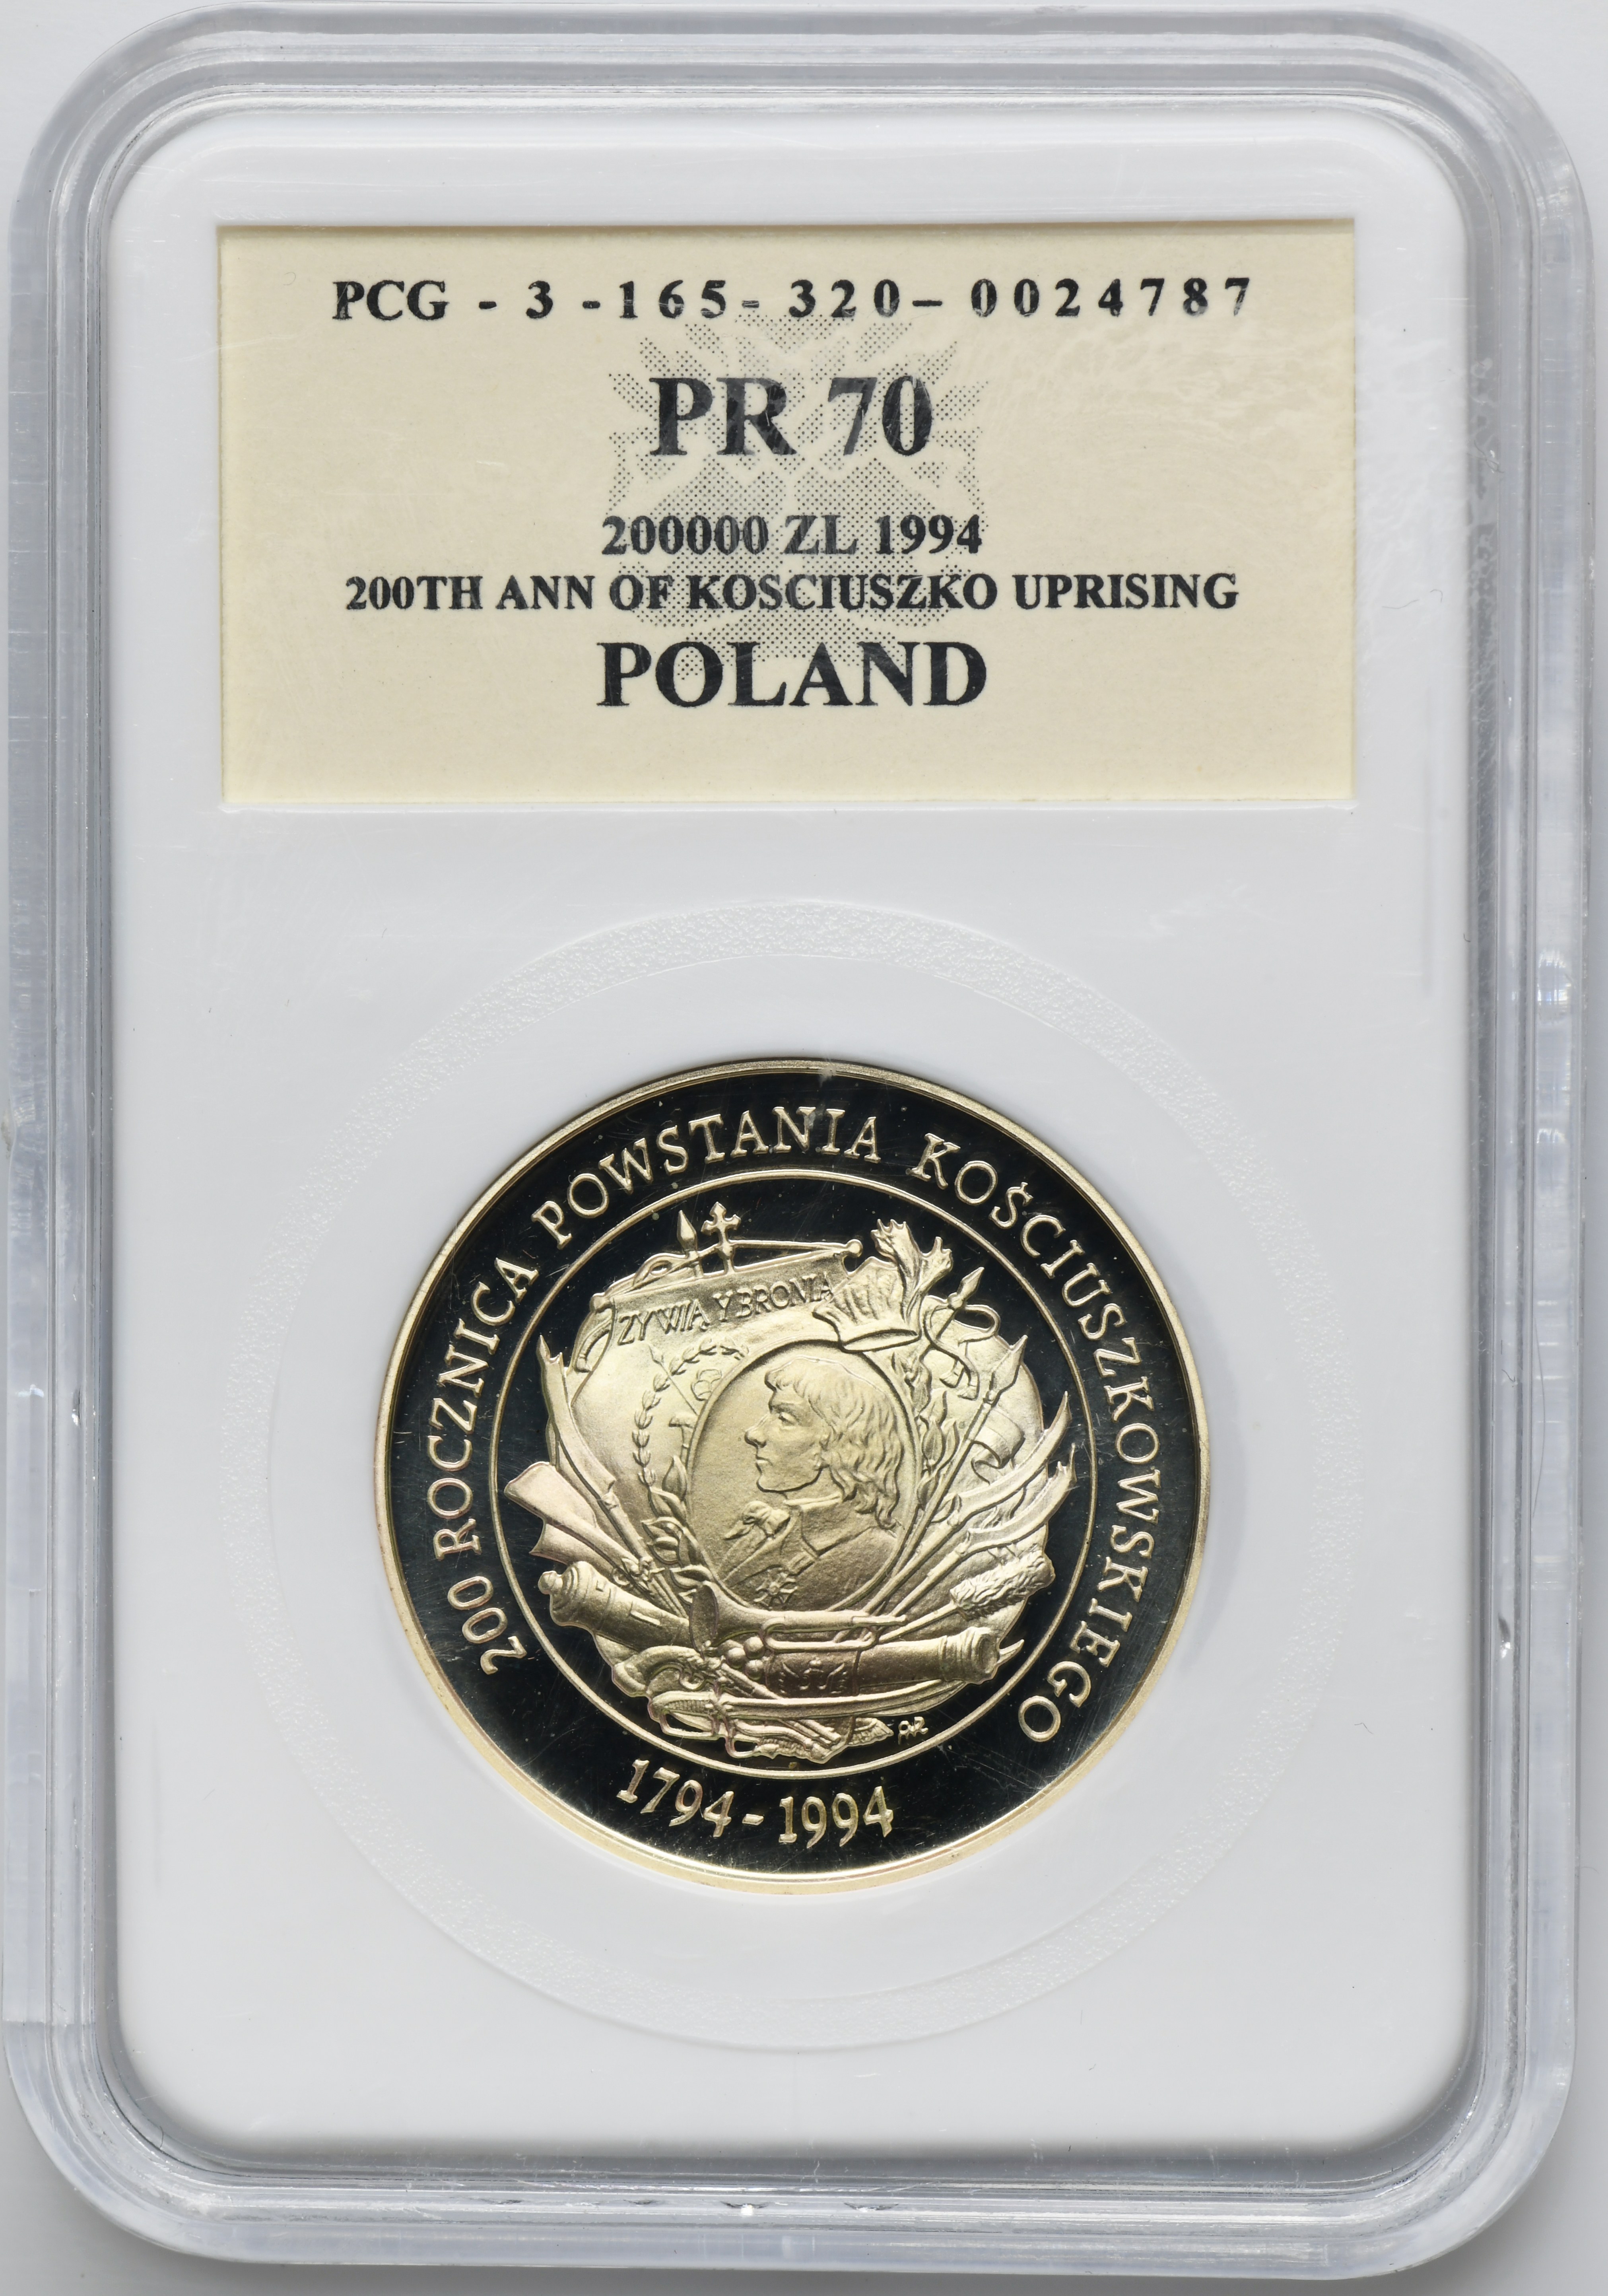 PCG - 3 -165- 320– 0024787
PR 70
200000 ZL 1994
200TH ANN OF KOSCIUSZKO UPRISING
POLAND
200 ROCZNICA POWSTANIA KOŚCIUSZKOWSKIEGO
ZYWIĄ Y BRONIĄ
1794-1994